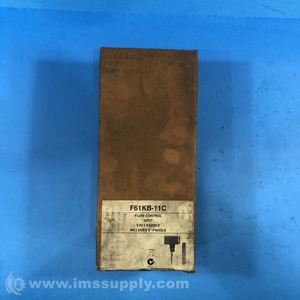 F61KB-11C
FLOW CONTROL
SPDT
3 IN 1 PADDLE
INCLUDES 6" PADDLE
www.imssupply.com